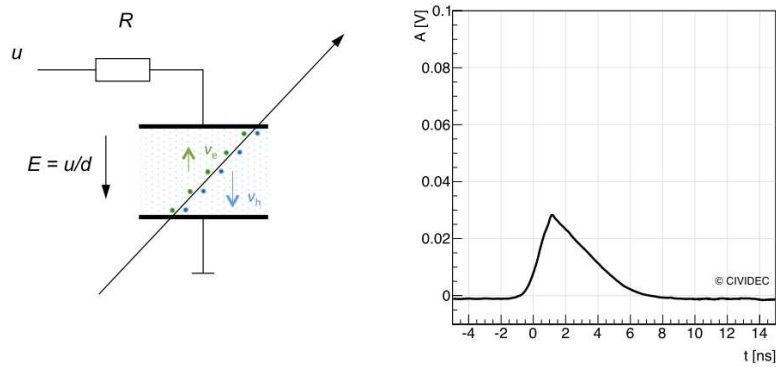 R
u
E = u/d
vₑ
vₕ
A [V]
0.1
0.08
0.06
0.04
0.02
0
© CIVIDEC
-4 -2 0 2 4 6 8 10 12 14
t [ns]